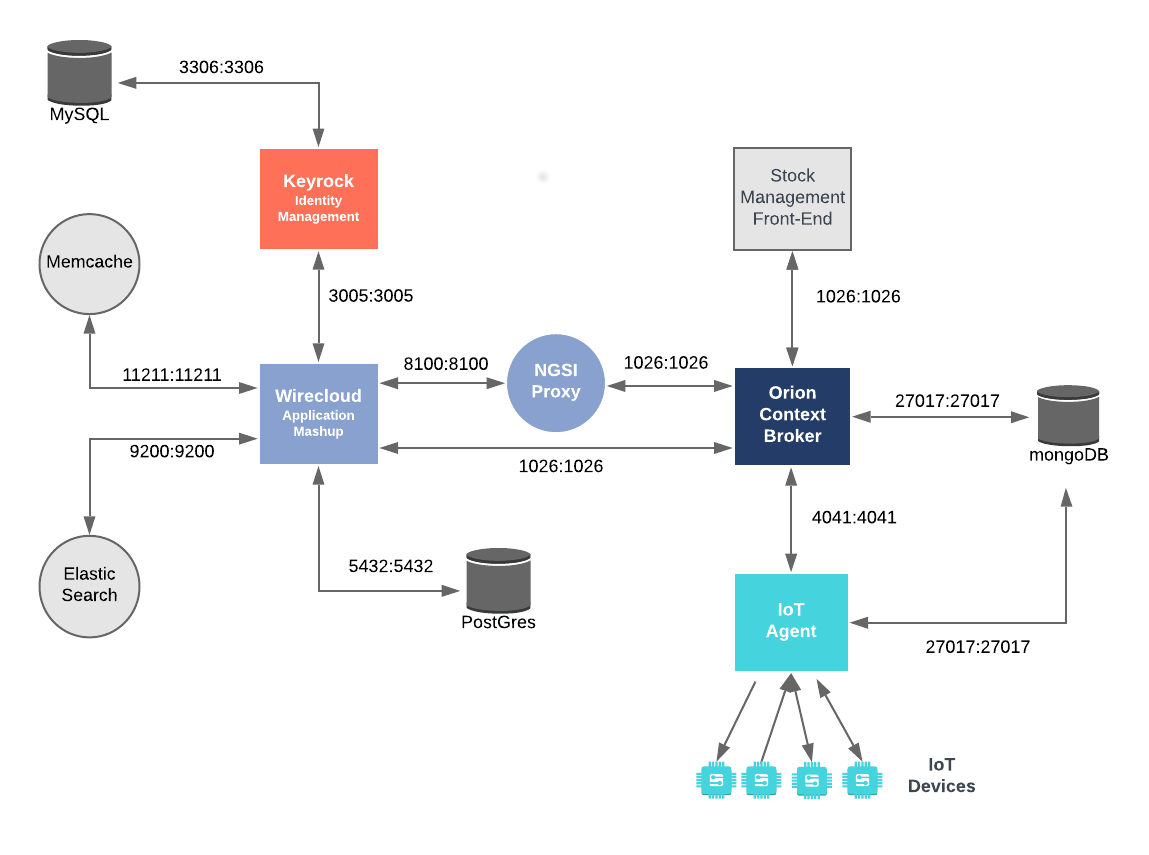 3306:3306
MySQL
Keyrock
Identity
Management
Stock
Management
Front-End
Memcache
3005:3005
1026:1026
11211:11211
8100:8100
NGSI
Proxy
1026:1026
Wirecloud
Application
Mashup
Orion
Context
Broker
27017:27017
mongoDB
9200:9200
1026:1026
4041:4041
5432:5432
Elastic
Search
PostGres
IoT
Agent
27017:27017
IoT
Devices